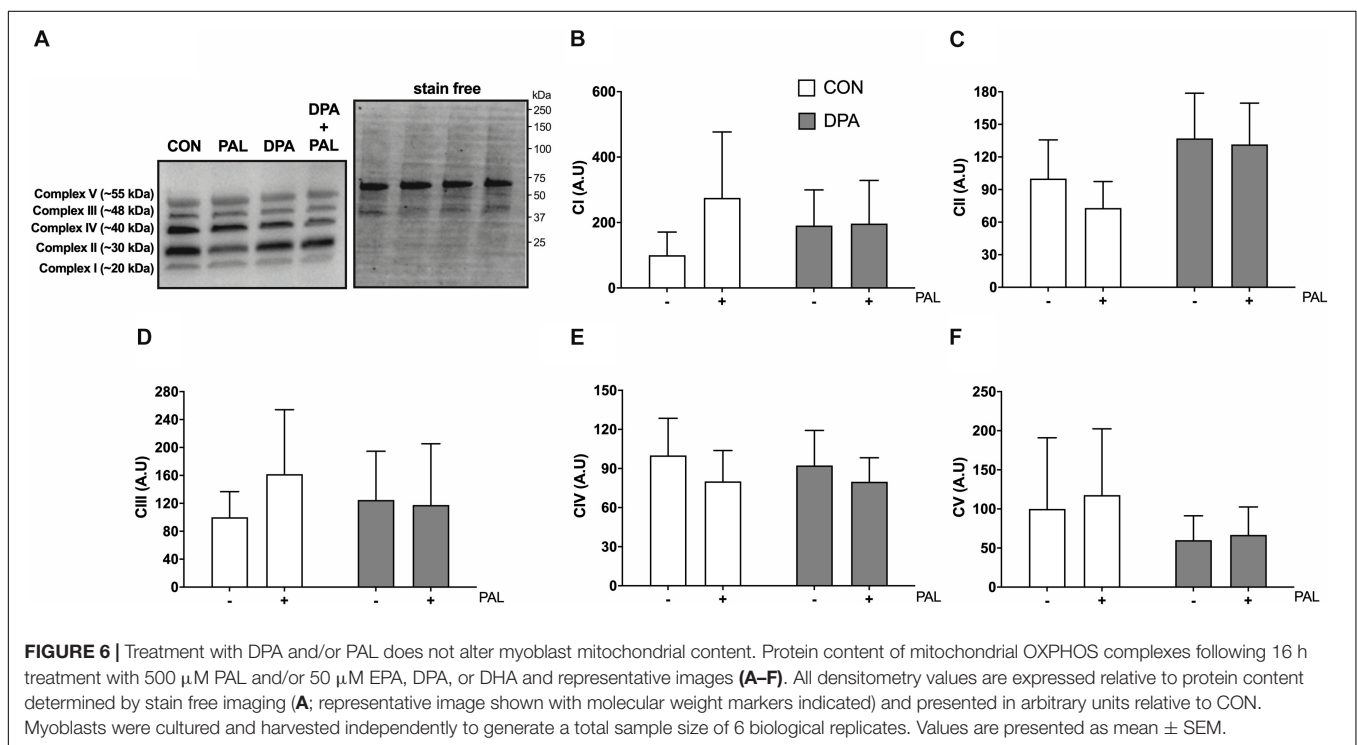 A
stain free
kDa
250
150
100
75
50
37
25
DPA
+
CON PAL DPA PAL
Complex V (~55 kDa)
Complex III (~48 kDa)
Complex IV (~40 kDa)
Complex II (~30 kDa)
Complex I (~20 kDa)
B
CON
DPA
CI (A.U)
600
400
200
0
- + - + PAL
C
CII (A.U)
180
150
120
90
60
30
0
- + - + PAL
D
CIII (A.U)
280
240
200
160
120
80
40
0
- + - + PAL
E
CIV (A.U)
150
120
90
60
30
0
- + - + PAL
F
CV (A.U)
250
200
150
100
50
0
- + - + PAL
FIGURE 6 | Treatment with DPA and/or PAL does not alter myoblast mitochondrial content. Protein content of mitochondrial OXPHOS complexes following 16 h
treatment with 500 μM PAL and/or 50 μM EPA, DPA, or DHA and representative images (A–F). All densitometry values are expressed relative to protein content
determined by stain free imaging (A; representative image shown with molecular weight markers indicated) and presented in arbitrary units relative to CON.
Myoblasts were cultured and harvested independently to generate a total sample size of 6 biological replicates. Values are presented as mean ± SEM.